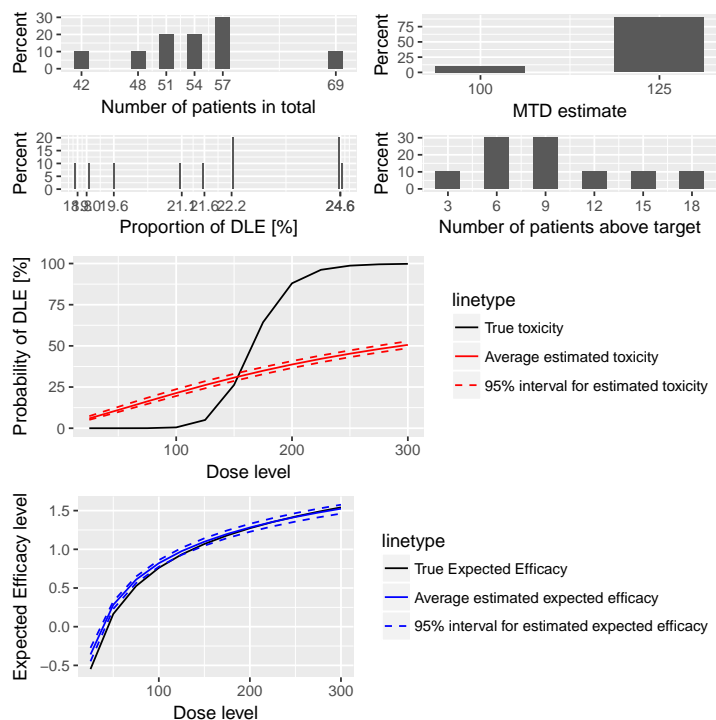 Percent
30
20
10
0
42 48 51 54 57 69
Number of patients in total
Percent
75
50
25
0
100 125
MTD estimate
Percent
20
15
10
5
0
19.6 21.6 22.2 24.6
Proportion of DLE [%]
Percent
30
20
10
0
3 6 9 12 15 18
Number of patients above target
Probability of DLE [%]
100
75
50
25
0
100 200 300
Dose level
linetype
True toxicity
Average estimated toxicity
95% interval for estimated toxicity
Expected Efficacy level
1.5
1.0
0.5
0.0
−0.5
100 200 300
Dose level
linetype
True Expected Efficacy
Average estimated expected efficacy
95% interval for estimated expected efficacy